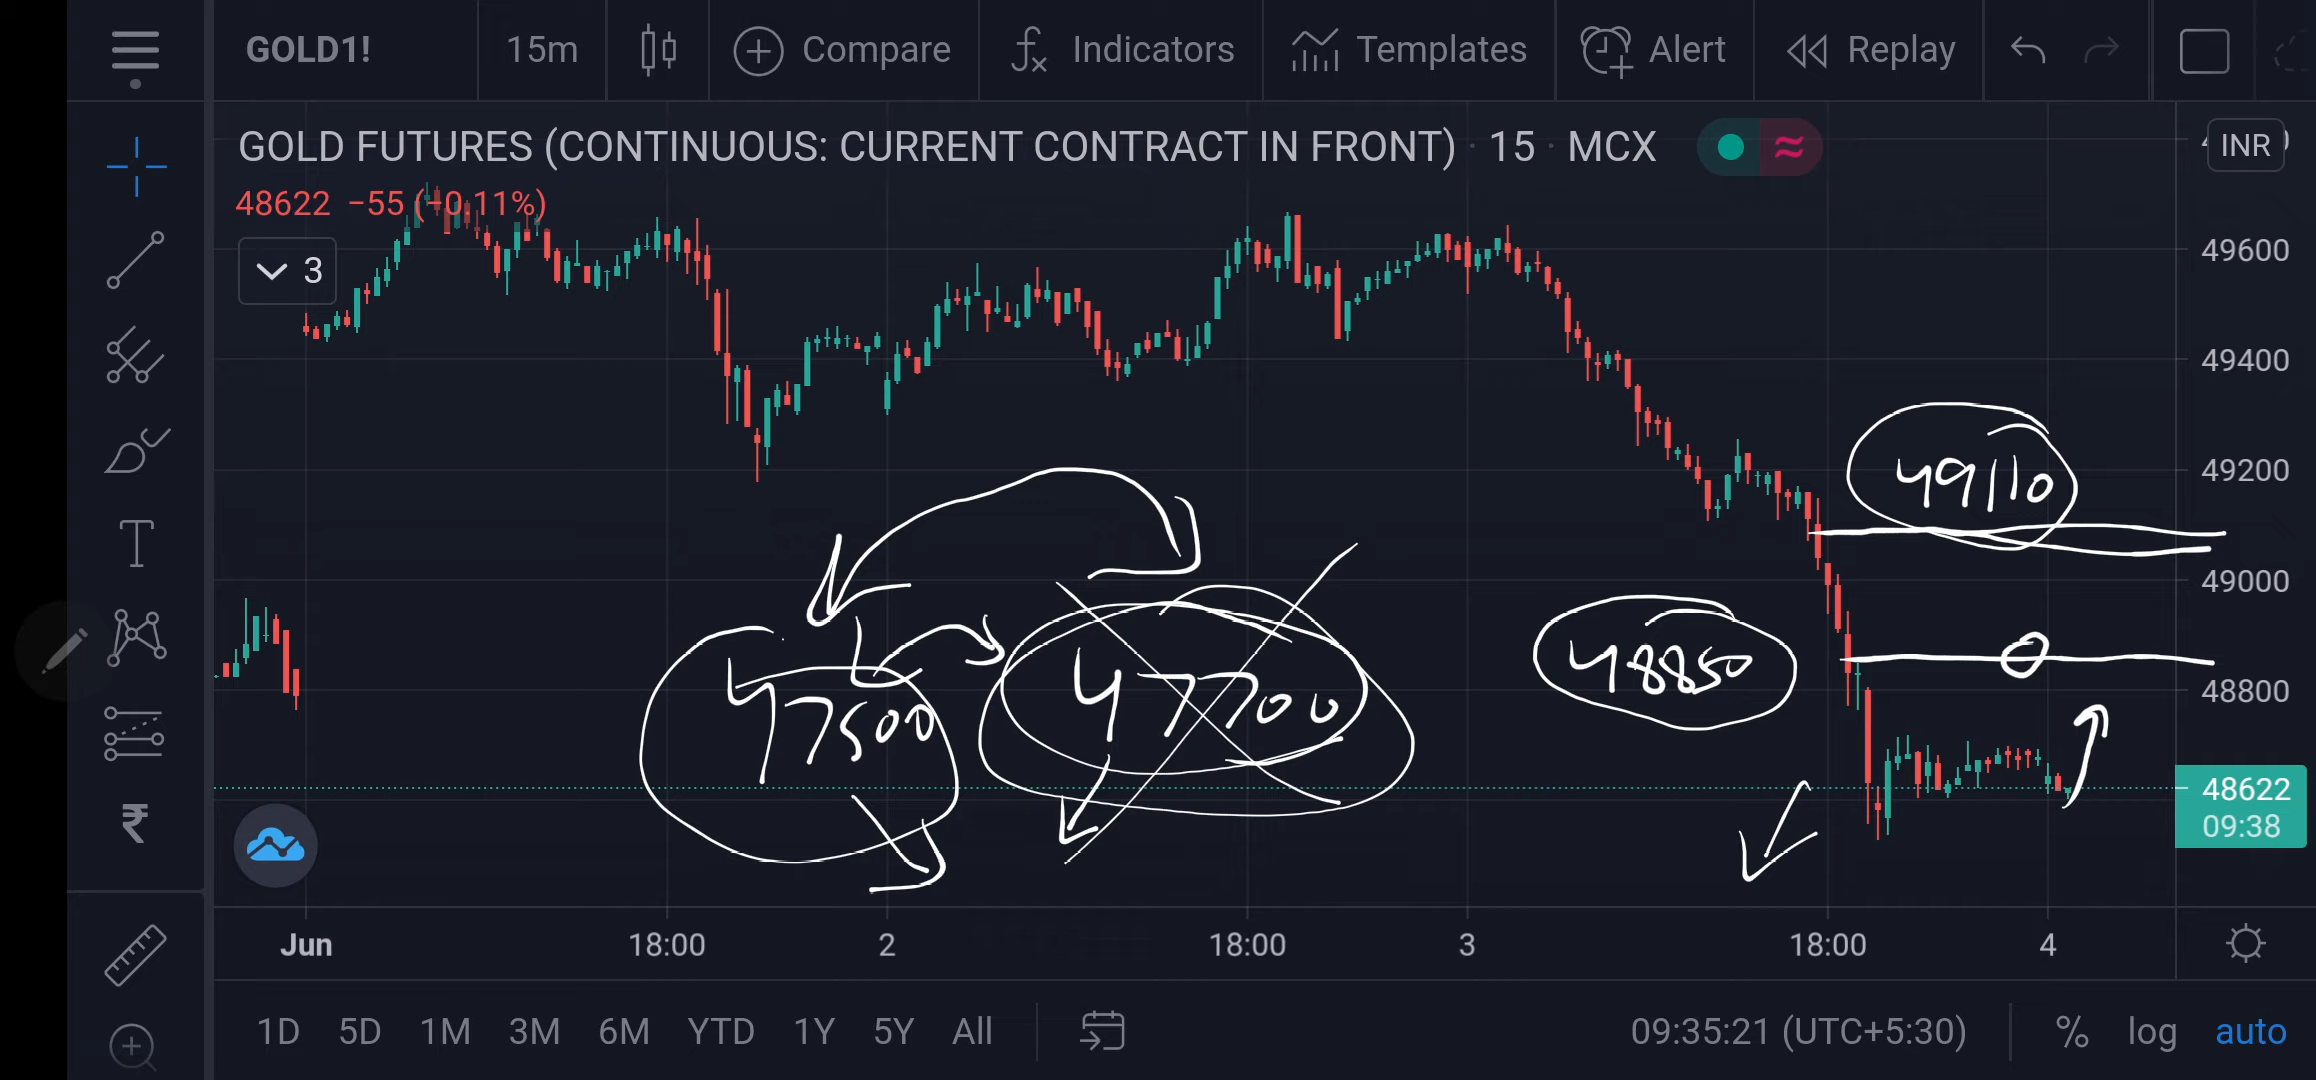 GOLD1! 15m Compare Indicators Templates Alert Replay
GOLD FUTURES (CONTINUOUS: CURRENT CONTRACT IN FRONT) · 15 · MCX
INR
48622 −55 (−0.11%)
3
49600
49400
49200
49000
48800
48622
09:38
49110
48850
47500
47700
Jun 18:00 2 18:00 3 18:00 4
1D 5D 1M 3M 6M YTD 1Y 5Y All
09:35:21 (UTC+5:30) % log auto